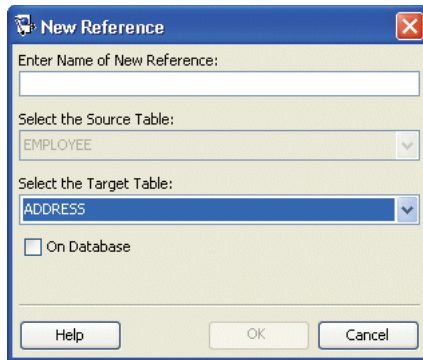 New Reference
Enter Name of New Reference:
Select the Source Table:
EMPLOYEE
Select the Target Table:
ADDRESS
On Database
Help OK Cancel